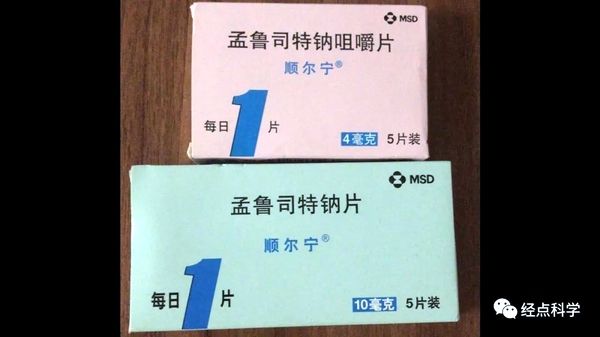 MSD
孟鲁司特钠咀嚼片
顺尔宁®
每日1片
4毫克 5片装
MSD
孟鲁司特钠片
顺尔宁®
每日1片
10毫克 5片装
经点科学